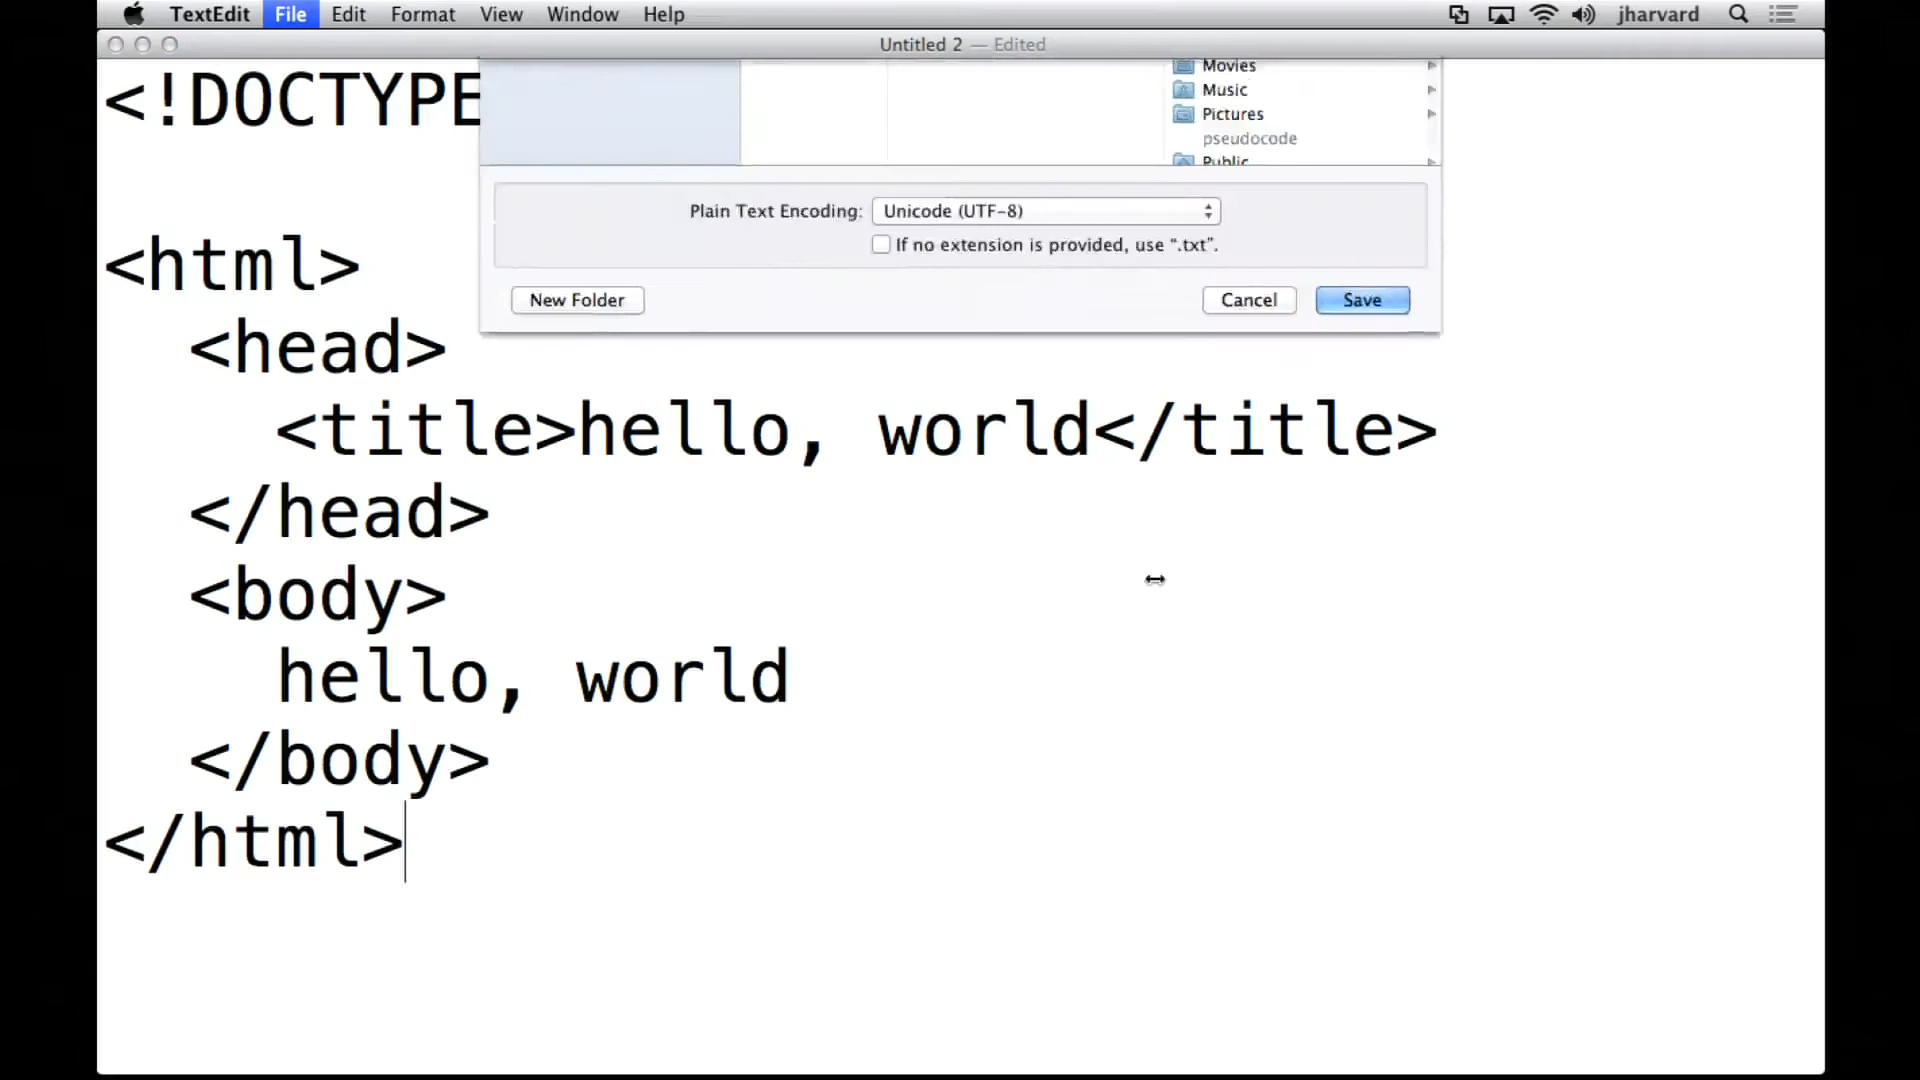 TextEdit File Edit Format View Window Help jharvard
Untitled 2 — Edited
<!DOCTYPE
Movies
Music
Pictures
pseudocode
Public
Plain Text Encoding: Unicode (UTF-8)
If no extension is provided, use “.txt”.
New Folder Cancel Save
<html>
<head>
<title>hello, world</title>
</head>
<body>
hello, world
</body>
</html>